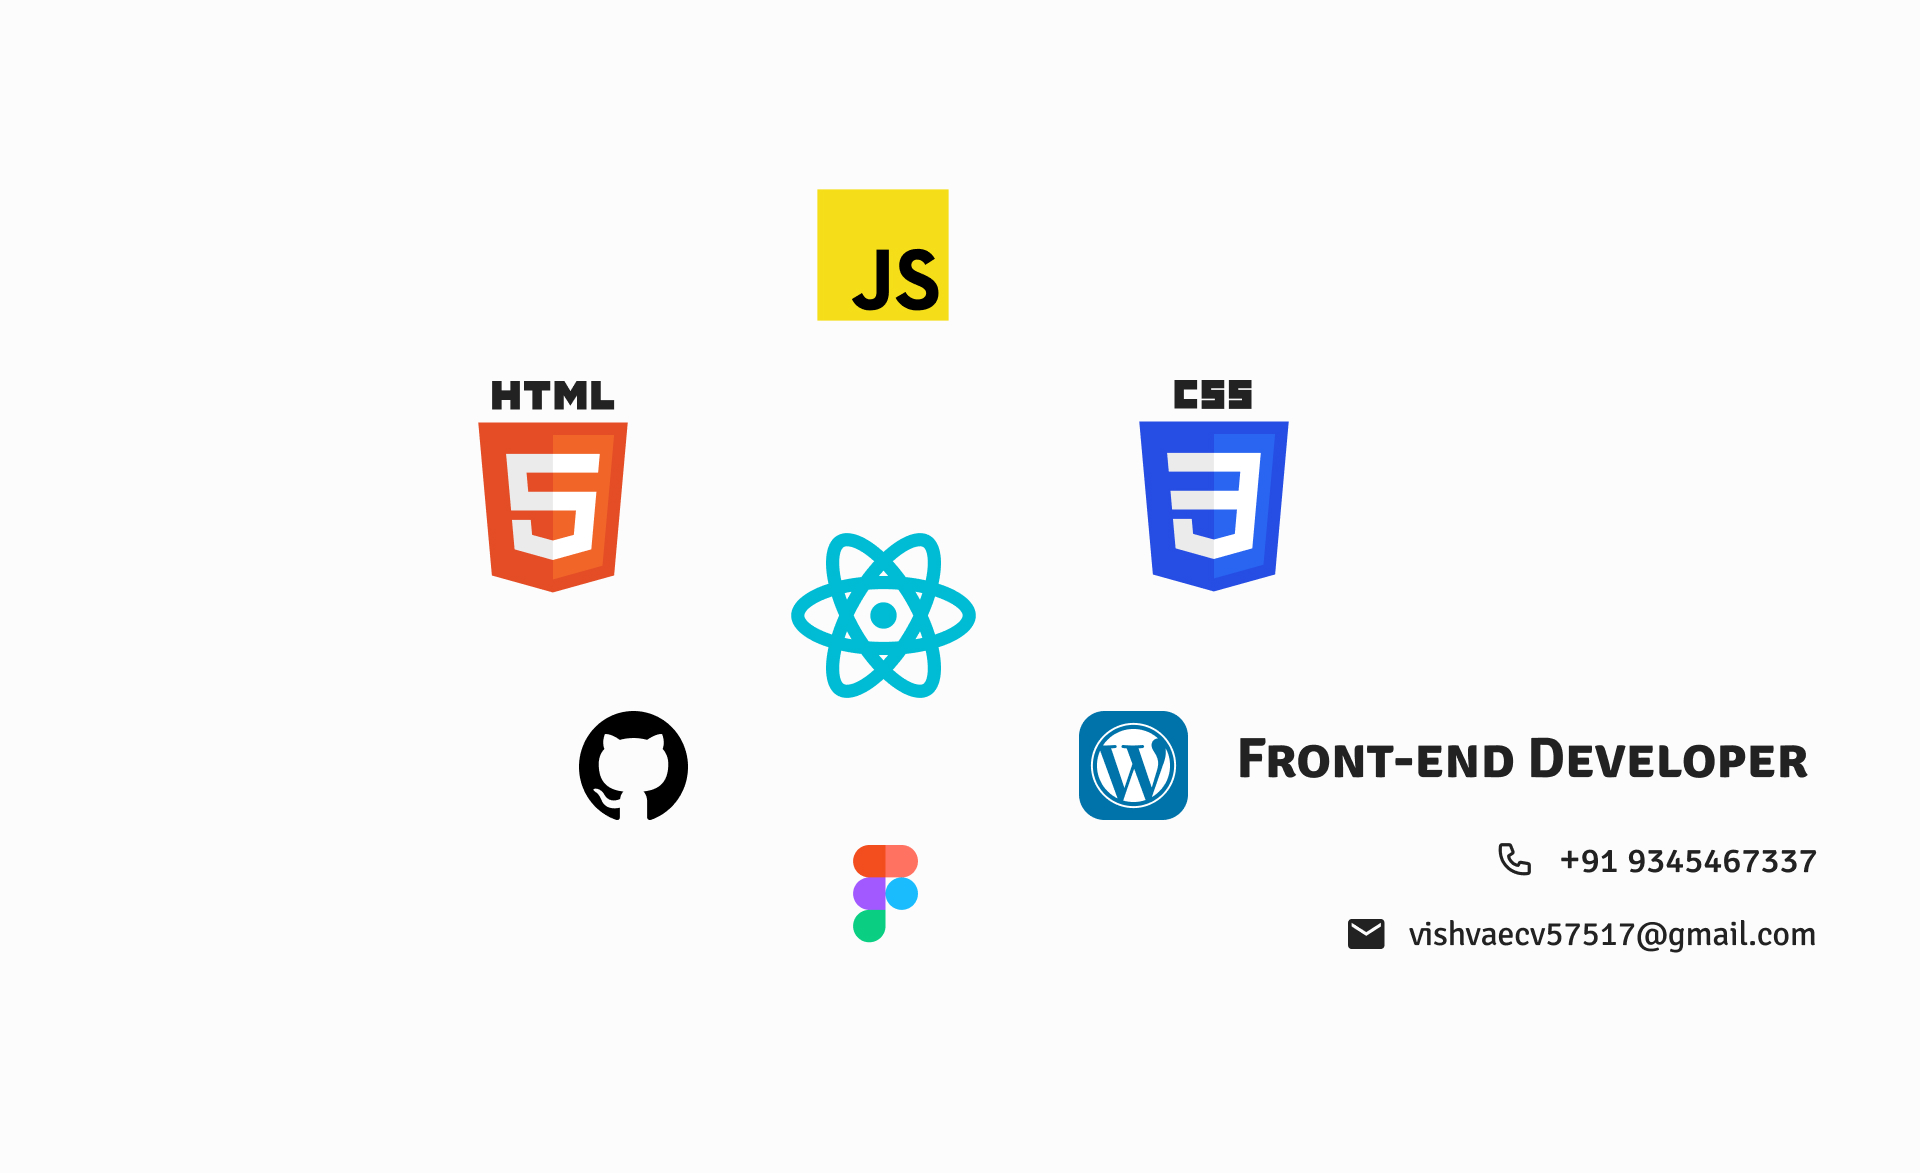 JS
HTML
CSS
Front-end Developer
+91 9345467337
vishvaecv57517@gmail.com